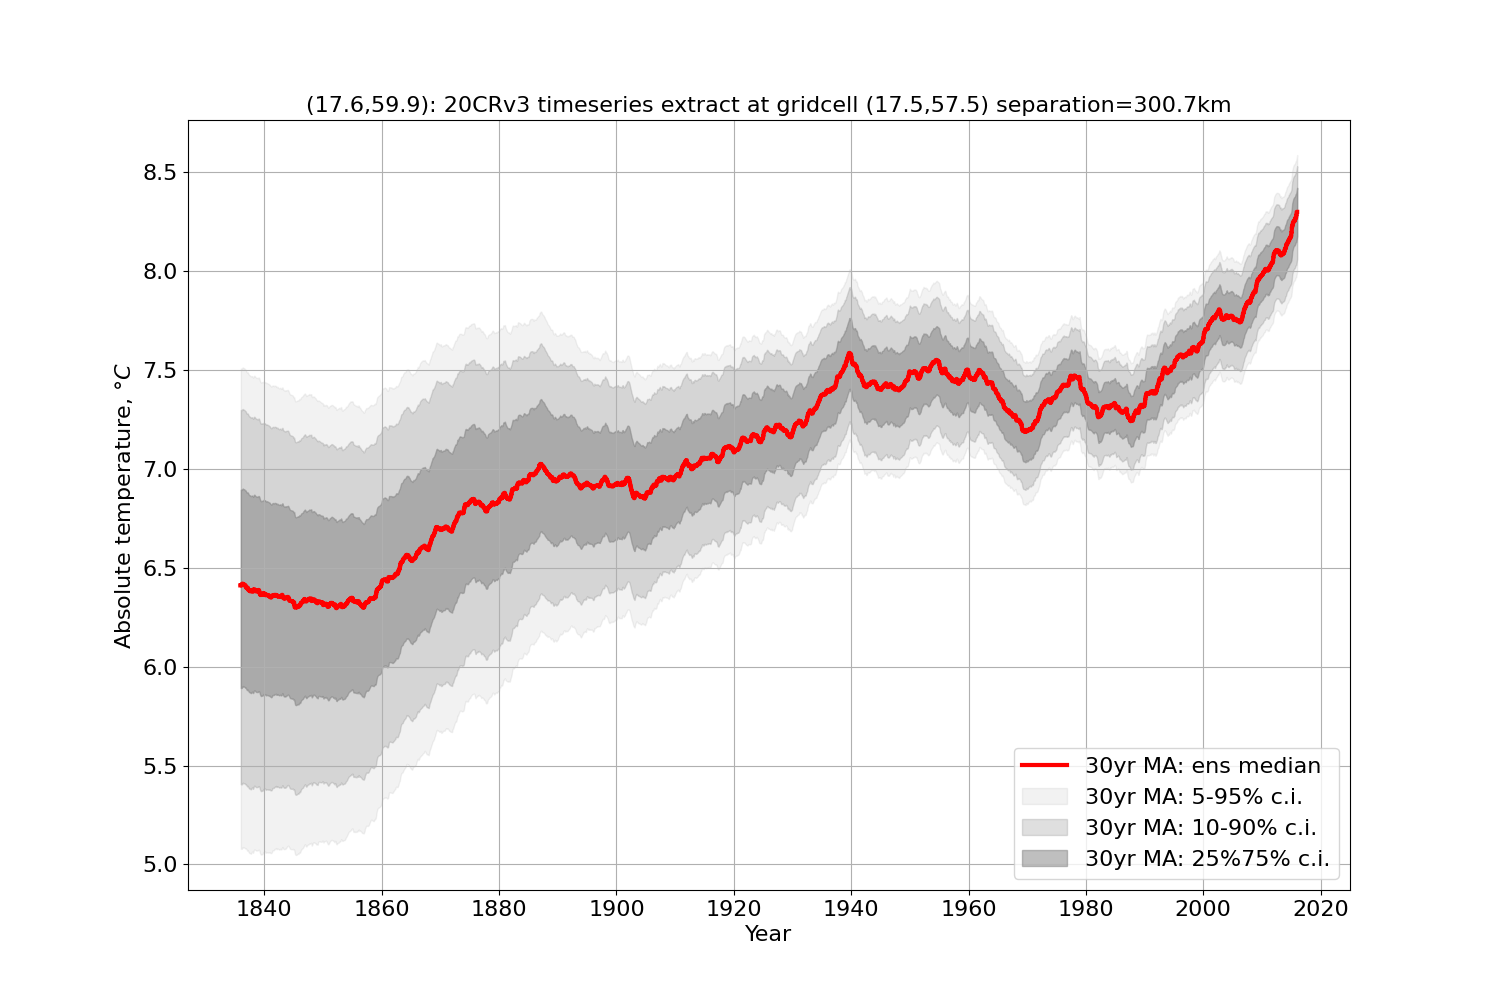 (17.6,59.9): 20CRv3 timeseries extract at gridcell (17.5,57.5) separation=300.7km
8.5
8.0
7.5
7.0
6.5
6.0
5.5
5.0
Absolute temperature, °C
1840 1860 1880 1900 1920 1940 1960 1980 2000 2020
Year
30yr MA: ens median
30yr MA: 5-95% c.i.
30yr MA: 10-90% c.i.
30yr MA: 25%75% c.i.